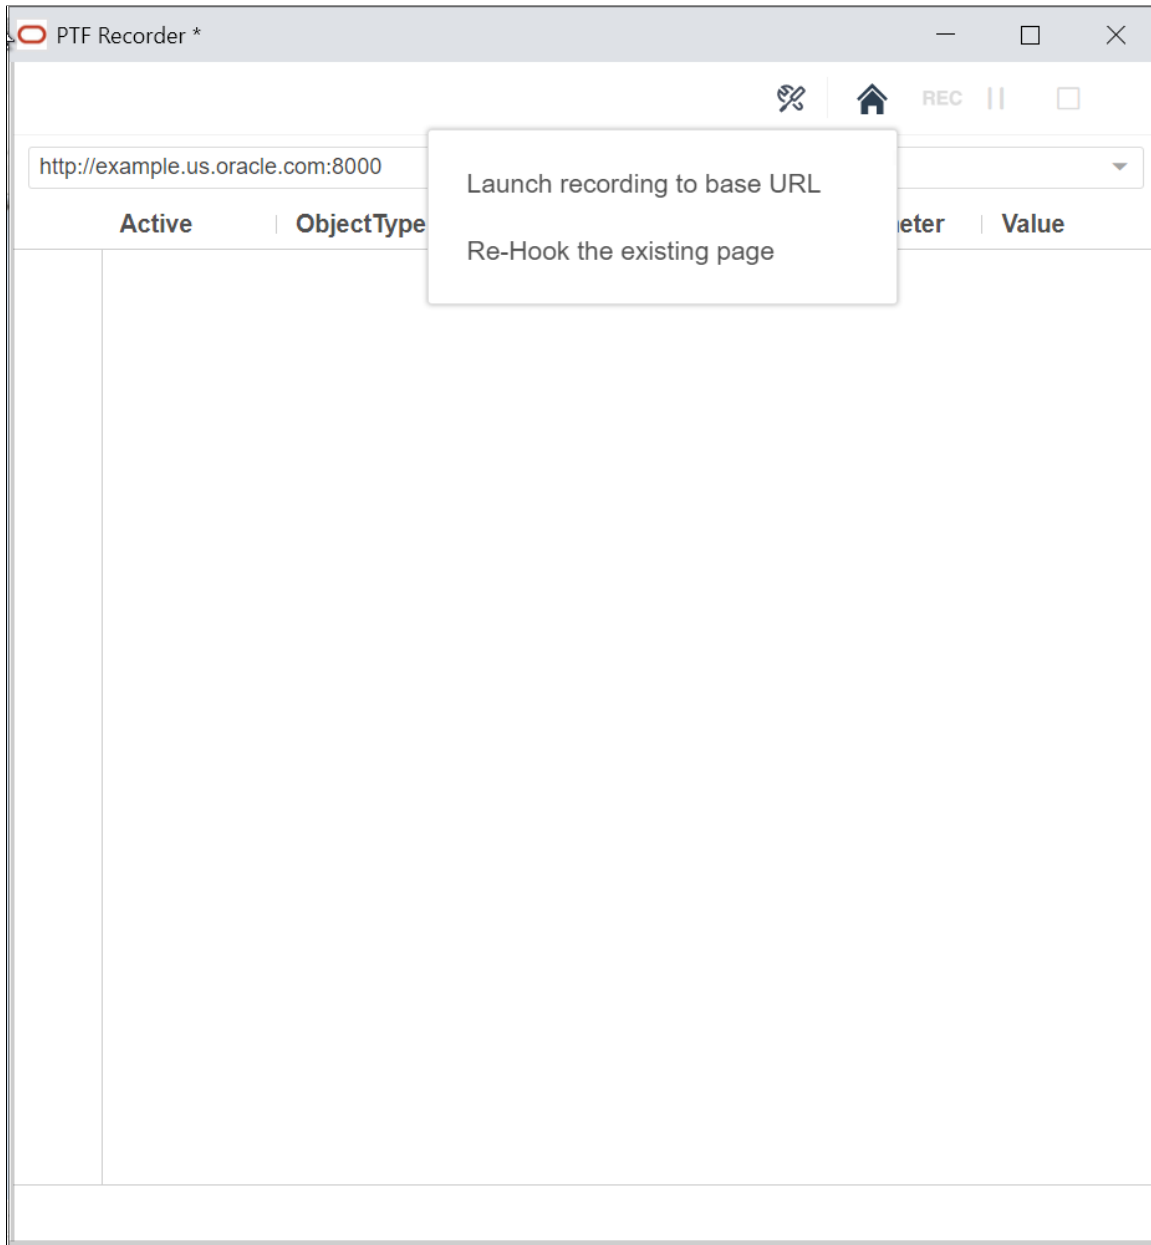 PTF Recorder *
REC
http://example.us.oracle.com:8000
Launch recording to base URL
Active ObjectType eter Value
Re-Hook the existing page